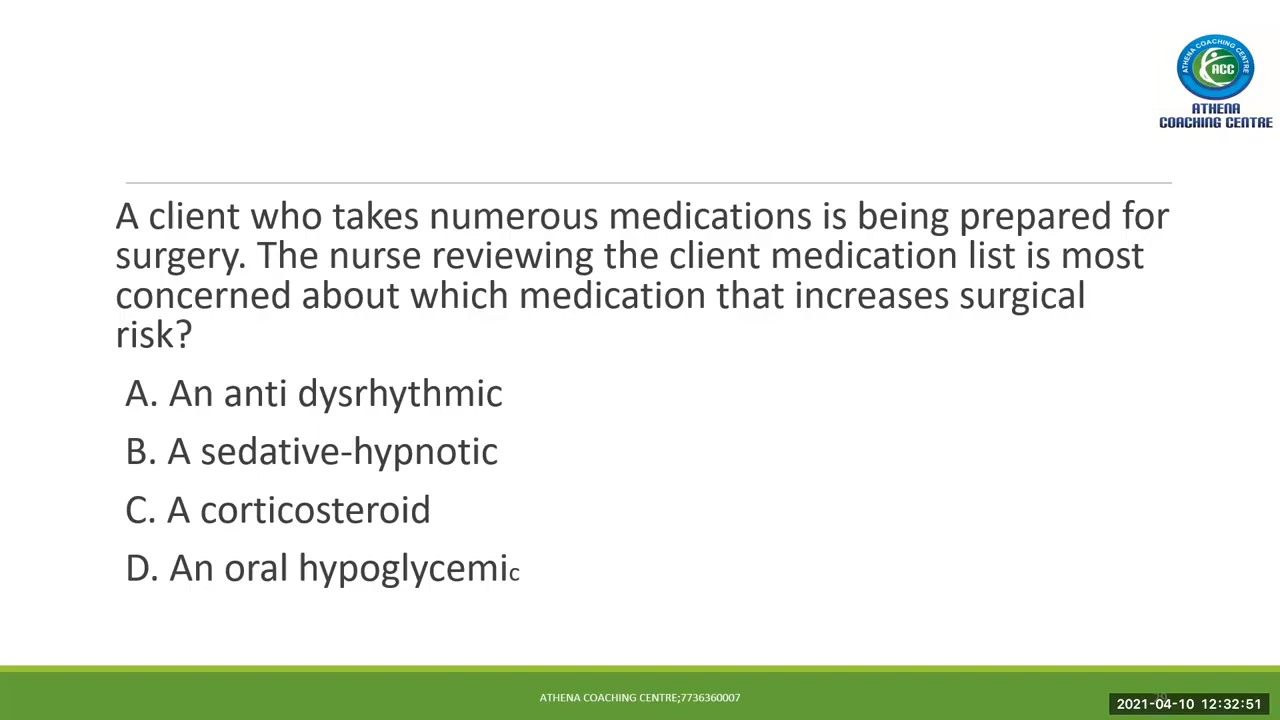 ATHENA COACHING CENTRE
ACC
ATHENA
COACHING CENTRE
A client who takes numerous medications is being prepared for
surgery. The nurse reviewing the client medication list is most
concerned about which medication that increases surgical
risk?
A. An anti dysrhythmic
B. A sedative-hypnotic
C. A corticosteroid
D. An oral hypoglycemic
ATHENA COACHING CENTRE;7736360007
2021-04-10 12:32:51